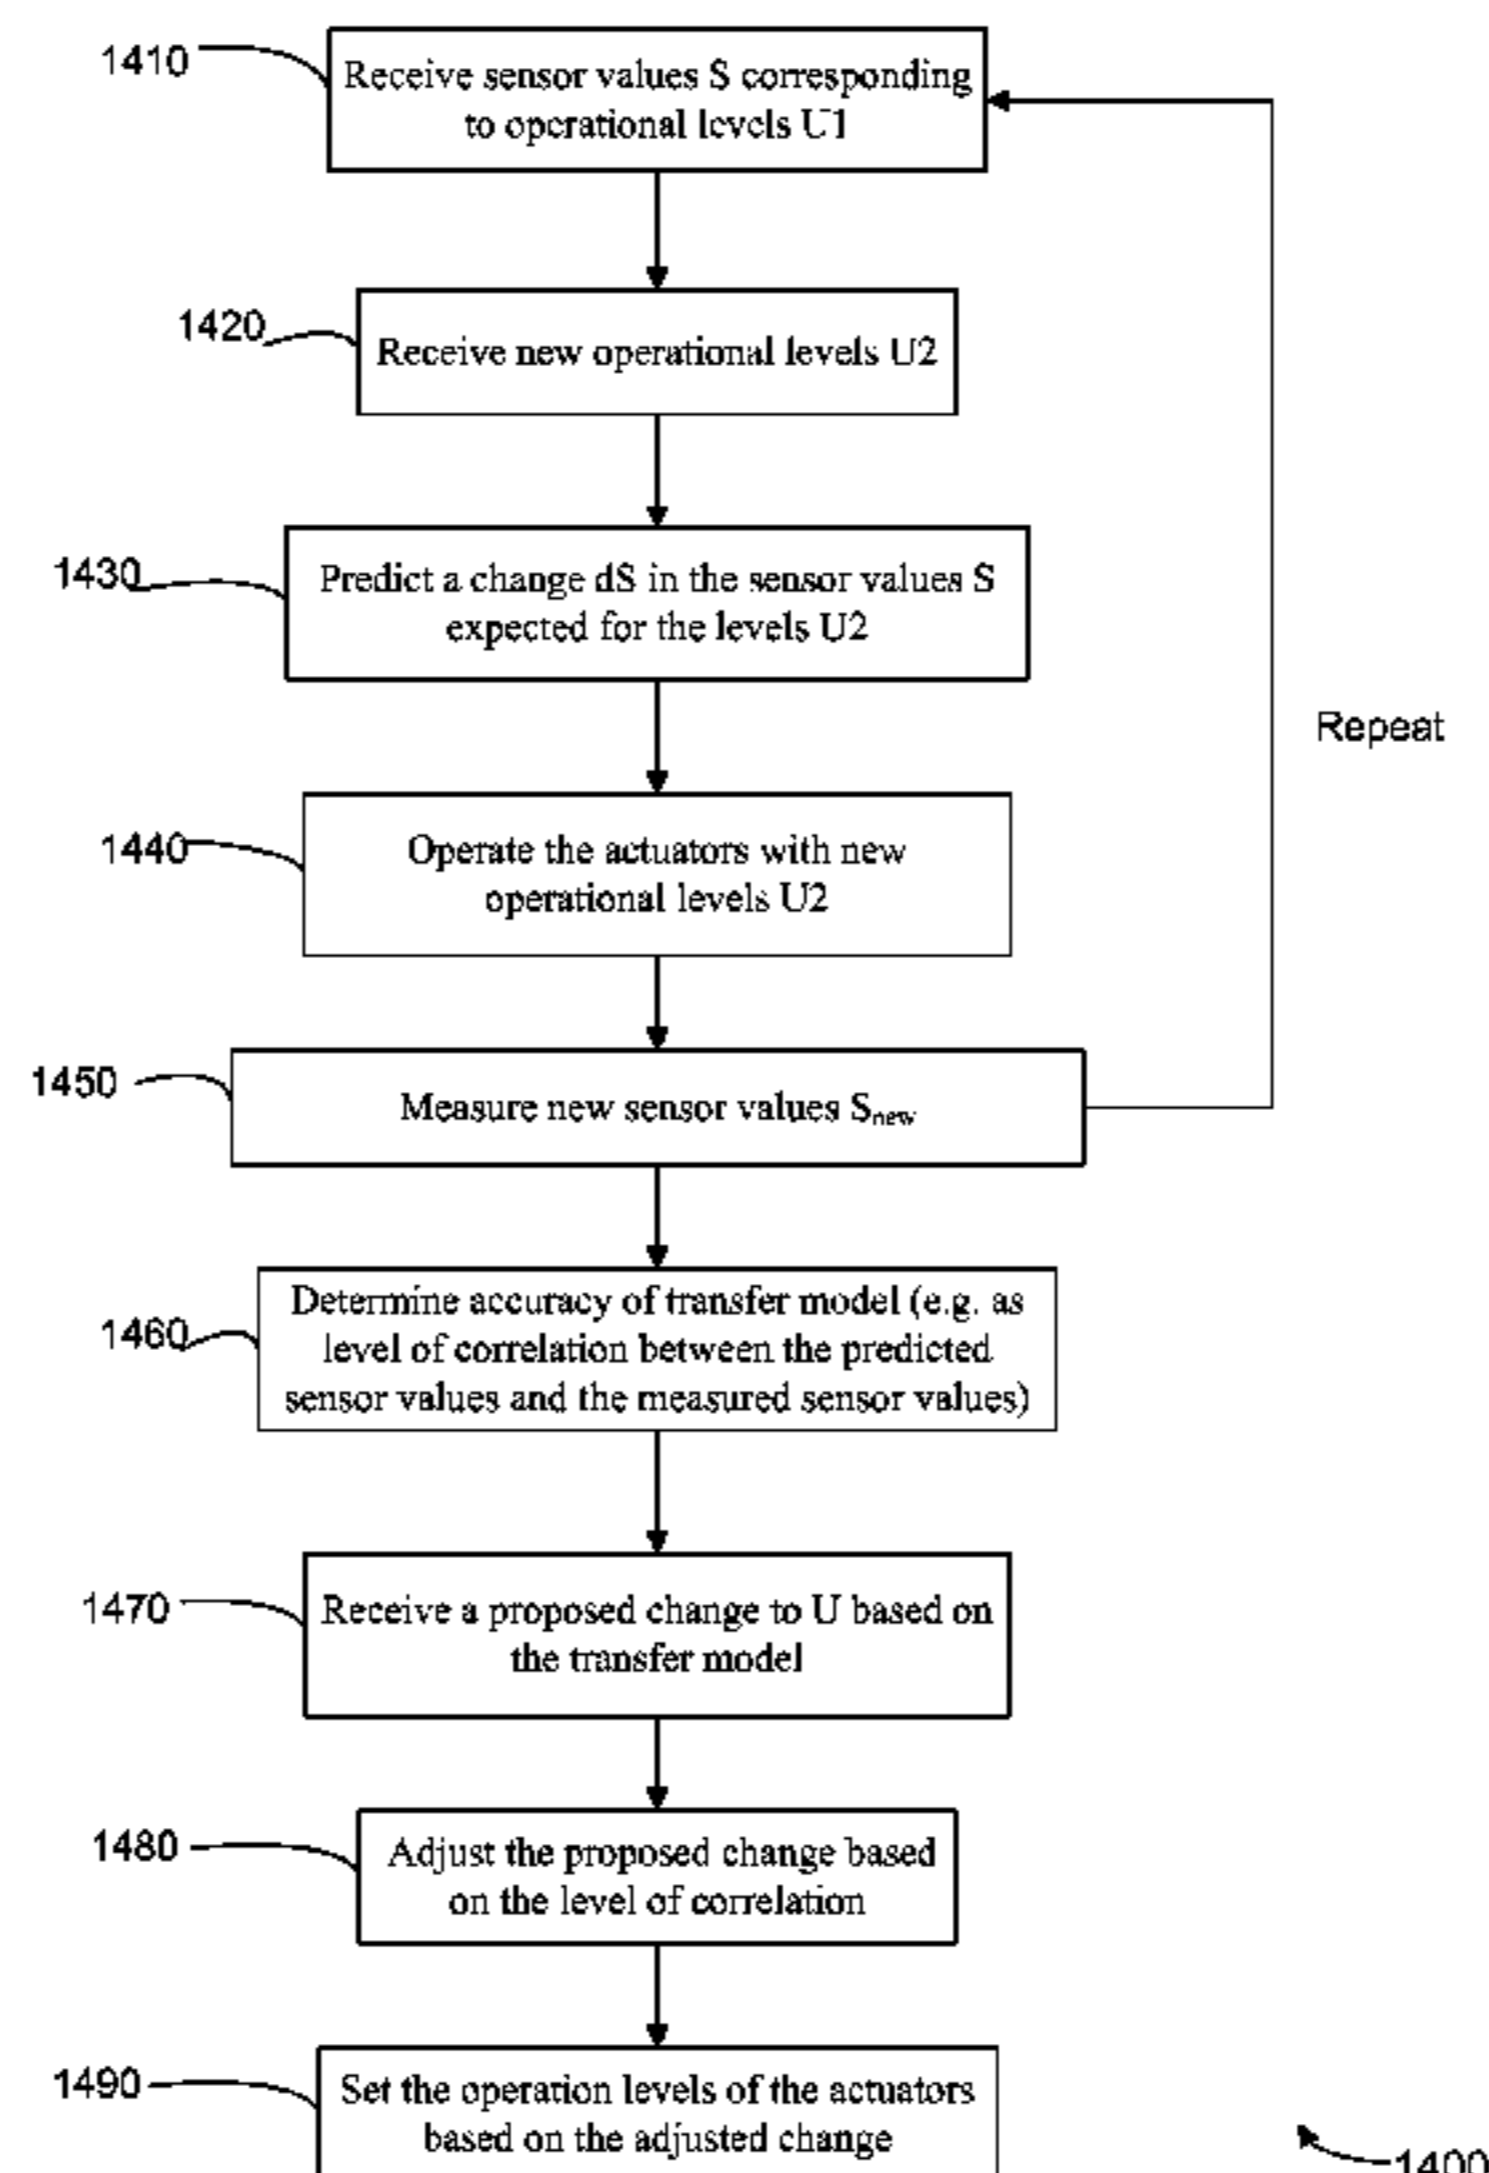 1410
Receive sensor values S corresponding
to operational levels U1
1420
Receive new operational levels U2
1430
Predict a change dS in the sensor values S
expected for the levels U2
Repeat
1440
Operate the actuators with new
operational levels U2
1450
Measure new sensor values Snew
1460
Determine accuracy of transfer model (e.g. as
level of correlation between the predicted
sensor values and the measured sensor values)
1470
Receive a proposed change to U based on
the transfer model
1480
Adjust the proposed change based
on the level of correlation
1490
Set the operation levels of the actuators
based on the adjusted change
1400